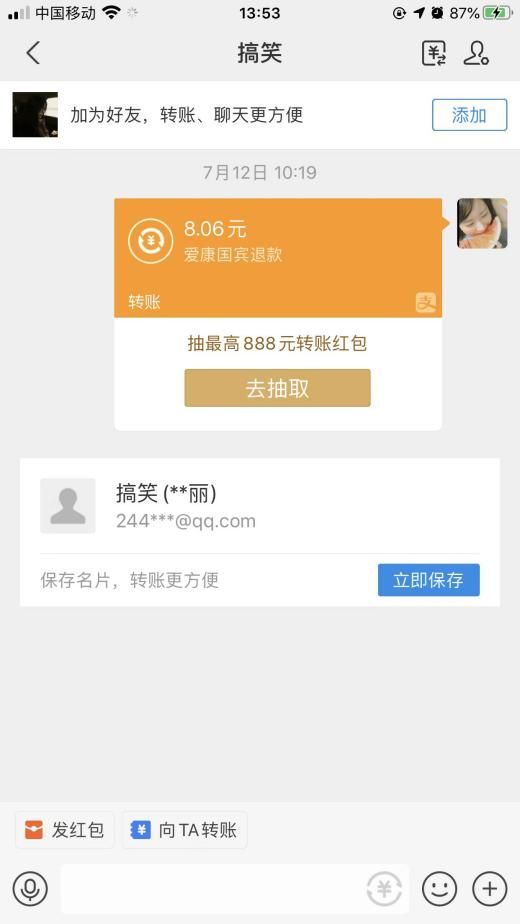 中国移动 13:53 87%
搞笑
加为好友，转账、聊天更方便 添加
7月12日 10:19
8.06元
爱康国宾退款
转账 支
抽最高888元转账红包
去抽取
搞笑(**丽)
244***@qq.com
保存名片，转账更方便 立即保存
发红包 向TA转账